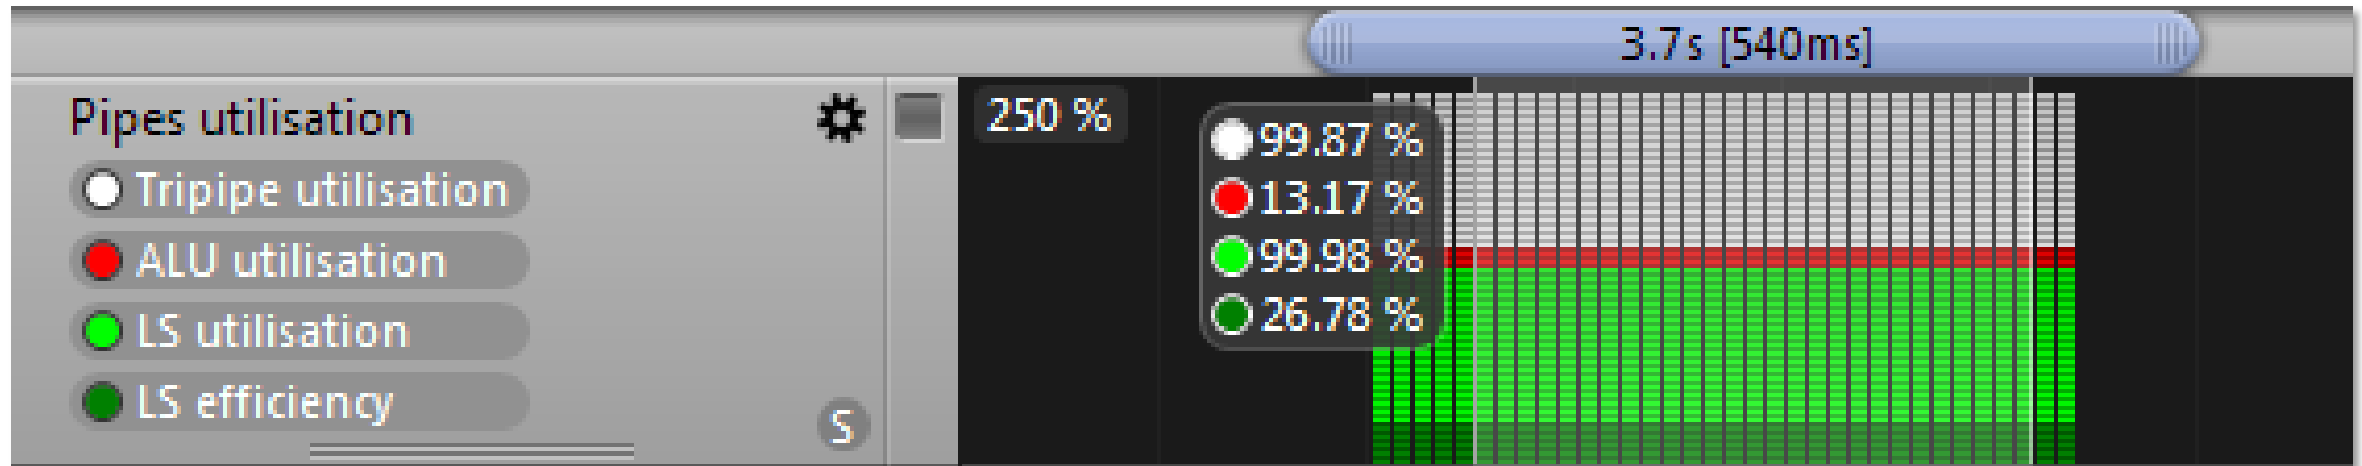 3.7s [540ms]
Pipes utilisation
250 %
Tripipe utilisation
ALU utilisation
LS utilisation
LS efficiency
S
99.87 %
13.17 %
99.98 %
26.78 %